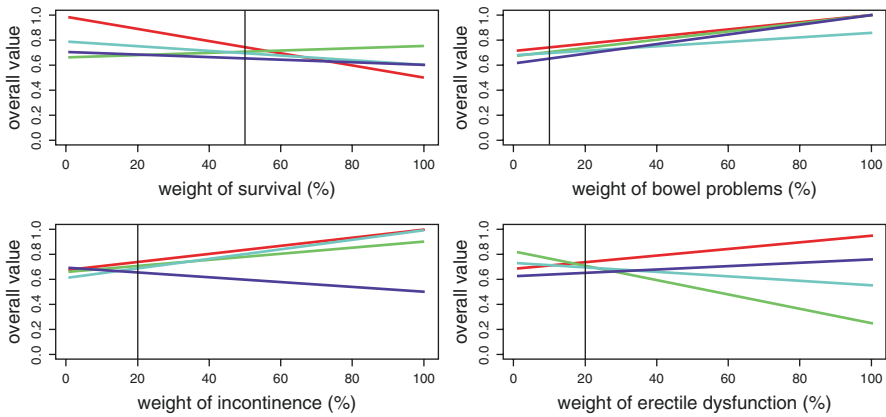 overall value
0.0 0.2 0.4 0.6 0.8 1.0
0 20 40 60 80 100
weight of survival (%)
overall value
0.0 0.2 0.4 0.6 0.8 1.0
0 20 40 60 80 100
weight of bowel problems (%)
overall value
0.0 0.2 0.4 0.6 0.8 1.0
0 20 40 60 80 100
weight of incontinence (%)
overall value
0.0 0.2 0.4 0.6 0.8 1.0
0 20 40 60 80 100
weight of erectile dysfunction (%)